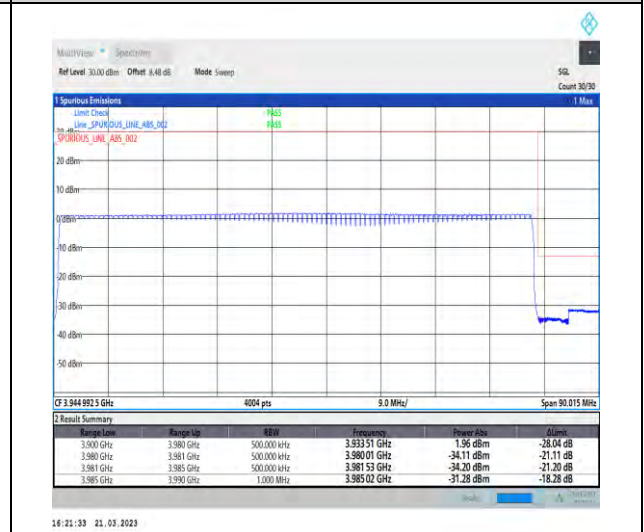 MultiView Spectrum
Ref Level 30.00 dBm Offset 8.48 dB Mode Sweep SGL
Count 30/30
1 Spurious Emissions 1 Max
Limit Check PASS
Line _SPURIOUS_LINE_ABS_002 PASS
_SPURIOUS_LINE_ABS_002
20 dBm
10 dBm
0 dBm
-10 dBm
-20 dBm
-30 dBm
-40 dBm
-50 dBm
CF 3.944 992 5 GHz 4004 pts 9.0 MHz/ Span 90.015 MHz
2 Result Summary
Range Low Range Up RBW Frequency Power Abs ΔLimit
3.900 GHz 3.980 GHz 500.000 kHz 3.933 51 GHz 1.96 dBm -28.04 dB
3.980 GHz 3.981 GHz 500.000 kHz 3.980 01 GHz -34.11 dBm -21.11 dB
3.981 GHz 3.985 GHz 500.000 kHz 3.981 53 GHz -34.20 dBm -21.20 dB
3.985 GHz 3.990 GHz 1.000 MHz 3.985 02 GHz -31.28 dBm -18.28 dB
Ready
16:21:33 21.03.2023